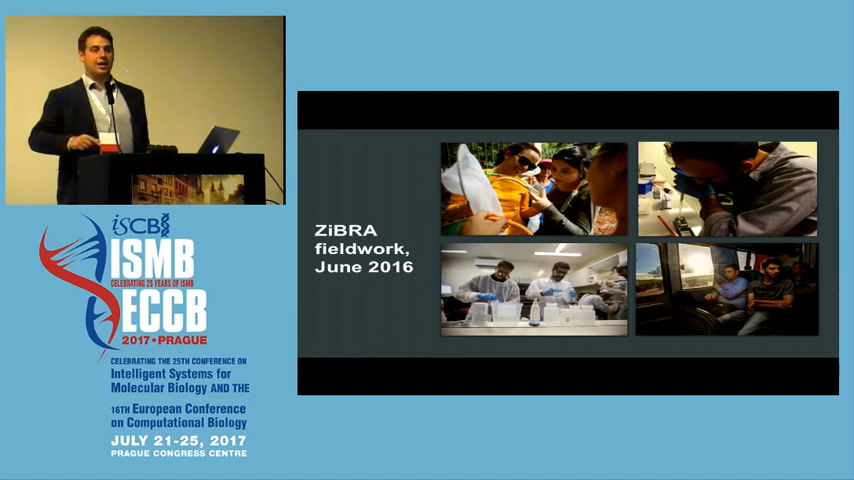 iSCB
ISMB
CELEBRATING 25 YEARS OF ISMB
ECCB
2017•PRAGUE
CELEBRATING THE 25TH CONFERENCE ON
Intelligent Systems for
Molecular Biology AND THE
16TH European Conference
on Computational Biology
JULY 21-25, 2017
PRAGUE CONGRESS CENTRE
ZiBRA
fieldwork,
June 2016